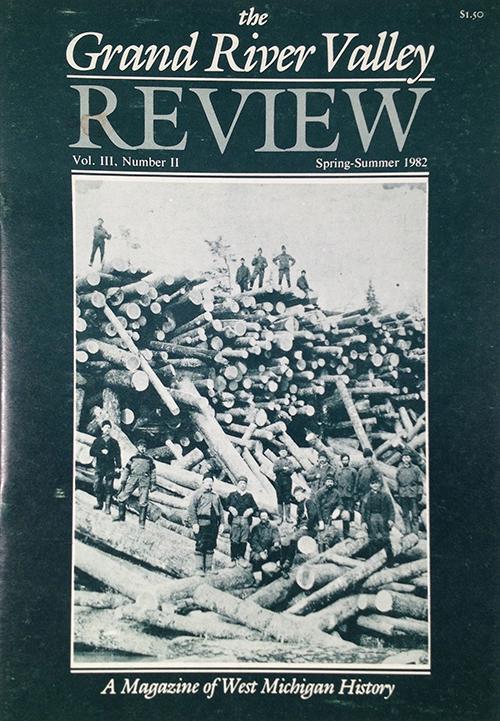 $1.50
the
Grand River Valley
REVIEW
Vol. III, Number II
Spring-Summer 1982
A Magazine of West Michigan History